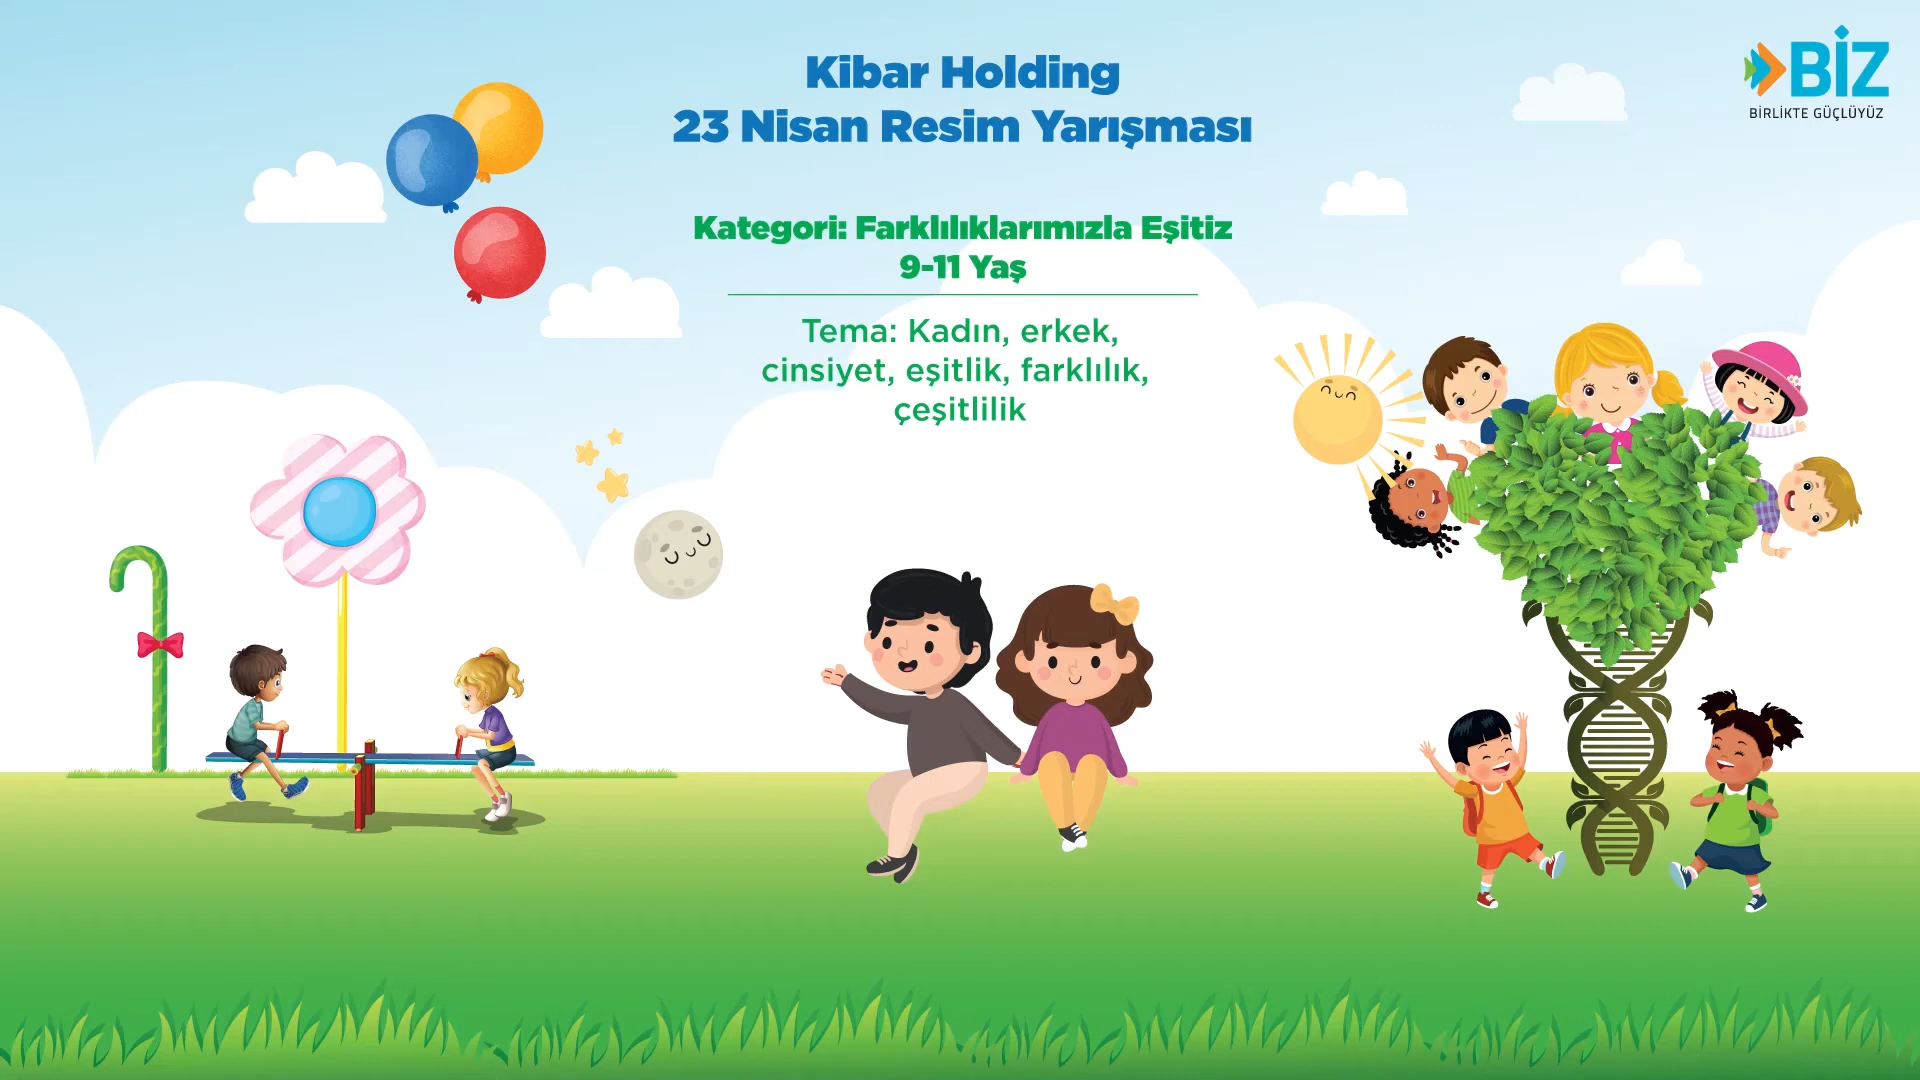 Kibar Holding
23 Nisan Resim Yarışması
BİZ
BİRLİKTE GÜÇLÜYÜZ
Kategori: Farklılıklarımızla Eşitiz
9-11 Yaş
Tema: Kadın, erkek,
cinsiyet, eşitlik, farklılık,
çeşitlilik